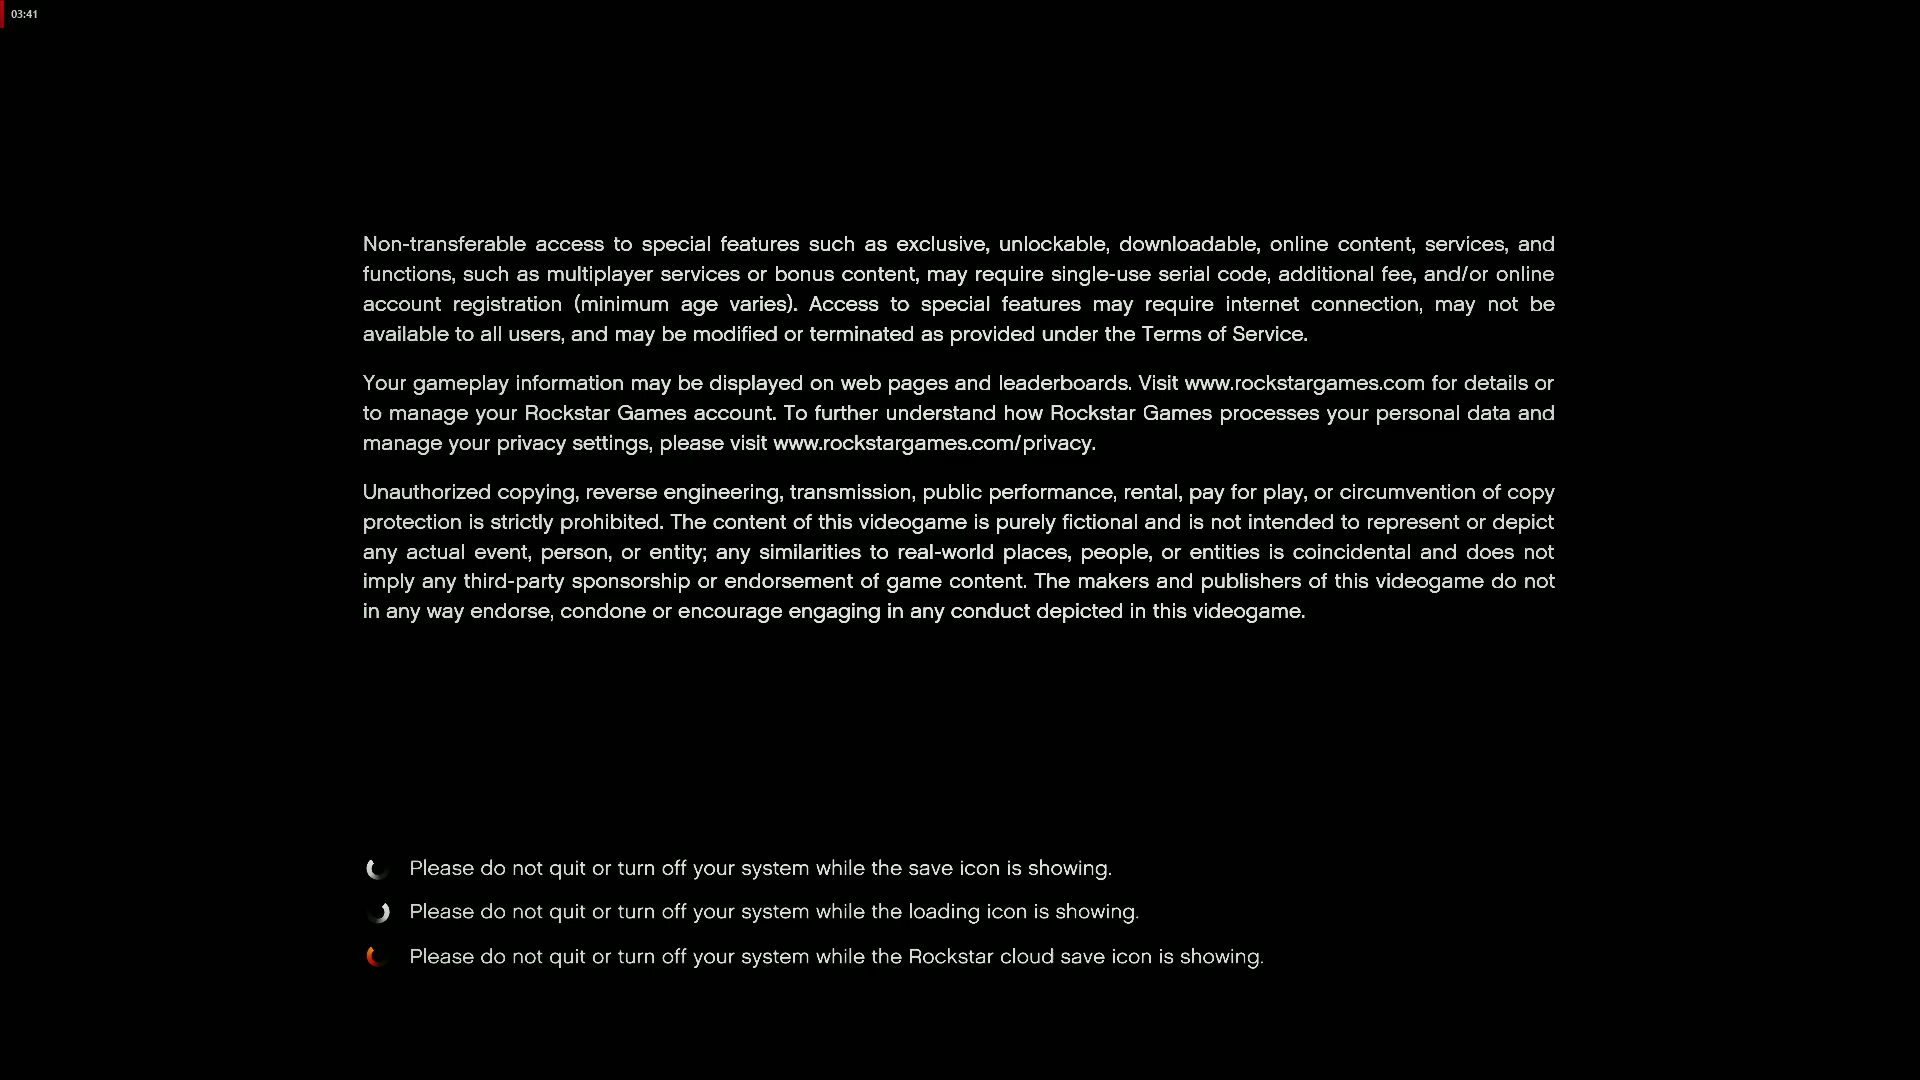 03:41
Non-transferable access to special features such as exclusive, unlockable, downloadable, online content, services, and
functions, such as multiplayer services or bonus content, may require single-use serial code, additional fee, and/or online
account registration (minimum age varies). Access to special features may require internet connection, may not be
available to all users, and may be modified or terminated as provided under the Terms of Service.
Your gameplay information may be displayed on web pages and leaderboards. Visit www.rockstargames.com for details or
to manage your Rockstar Games account. To further understand how Rockstar Games processes your personal data and
manage your privacy settings, please visit www.rockstargames.com/privacy.
Unauthorized copying, reverse engineering, transmission, public performance, rental, pay for play, or circumvention of copy
protection is strictly prohibited. The content of this videogame is purely fictional and is not intended to represent or depict
any actual event, person, or entity; any similarities to real-world places, people, or entities is coincidental and does not
imply any third-party sponsorship or endorsement of game content. The makers and publishers of this videogame do not
in any way endorse, condone or encourage engaging in any conduct depicted in this videogame.
Please do not quit or turn off your system while the save icon is showing.
Please do not quit or turn off your system while the loading icon is showing.
Please do not quit or turn off your system while the Rockstar cloud save icon is showing.